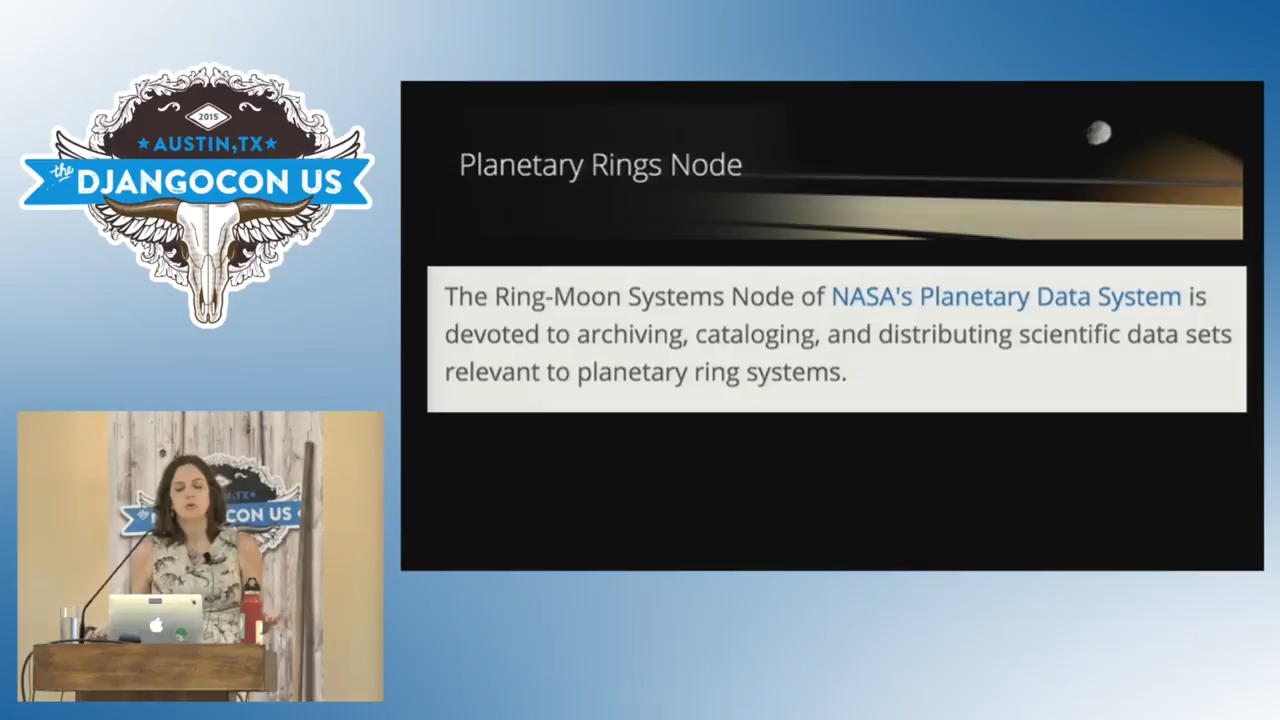 2015
AUSTIN, TX
the DJANGOCON US
Planetary Rings Node
The Ring-Moon Systems Node of NASA's Planetary Data System is
devoted to archiving, cataloging, and distributing scientific data sets
relevant to planetary ring systems.
CON US